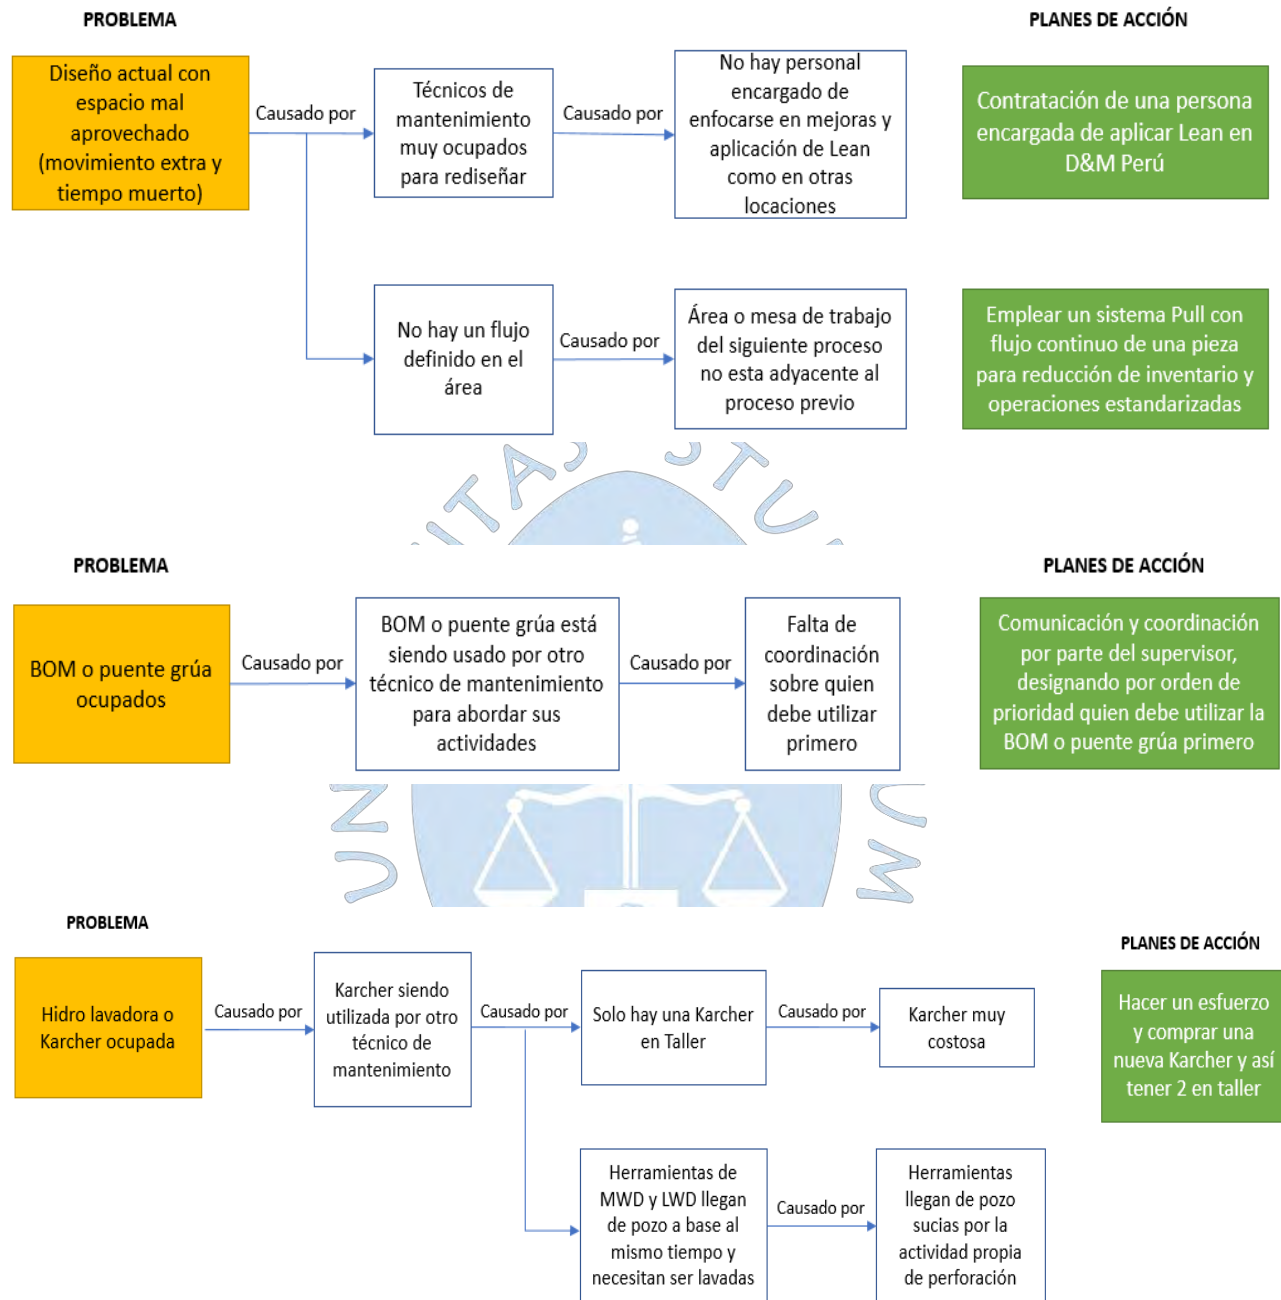 PROBLEMA
PLANES DE ACCIÓN
Diseño actual con
espacio mal
aprovechado
(movimiento extra y
tiempo muerto)
Causado por
Técnicos de
mantenimiento
muy ocupados
para rediseñar
Causado por
No hay personal
encargado de
enfocarse en mejoras y
aplicación de Lean
como en otras
locaciones
Contratación de una persona
encargada de aplicar Lean en
D&M Perú
No hay un flujo
definido en el
área
Causado por
Área o mesa de trabajo
del siguiente proceso
no esta adyacente al
proceso previo
Emplear un sistema Pull con
flujo continuo de una pieza
para reducción de inventario y
operaciones estandarizadas
ITAS STU
PROBLEMA
PLANES DE ACCIÓN
BOM o puente grúa
ocupados
Causado por
BOM o puente grúa está
siendo usado por otro
técnico de mantenimiento
para abordar sus
actividades
Causado por
Falta de
coordinación
sobre quien
debe utilizar
primero
Comunicación y coordinación
por parte del supervisor,
designando por orden de
prioridad quien debe utilizar la
BOM o puente grúa primero
UN
UM
PROBLEMA
PLANES DE ACCIÓN
Hidro lavadora o
Karcher ocupada
Causado por
Karcher siendo
utilizada por otro
técnico de
mantenimiento
Causado por
Solo hay una Karcher
en Taller
Causado por
Karcher muy
costosa
Hacer un esfuerzo
y comprar una
nueva Karcher y así
tener 2 en taller
Herramientas de
MWD y LWD llegan
de pozo a base al
mismo tiempo y
necesitan ser lavadas
Causado por
Herramientas
llegan de pozo
sucias por la
actividad propia
de perforación